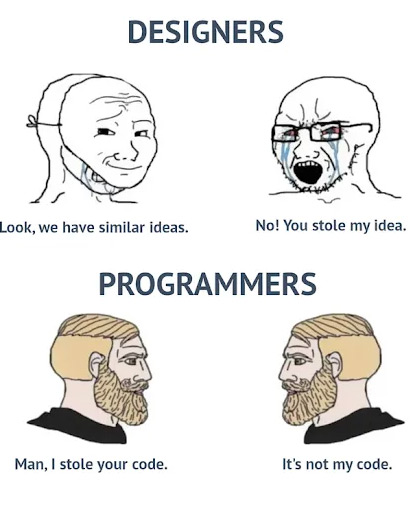 DESIGNERS
Look, we have similar ideas.
No! You stole my idea.
PROGRAMMERS
Man, I stole your code.
It's not my code.